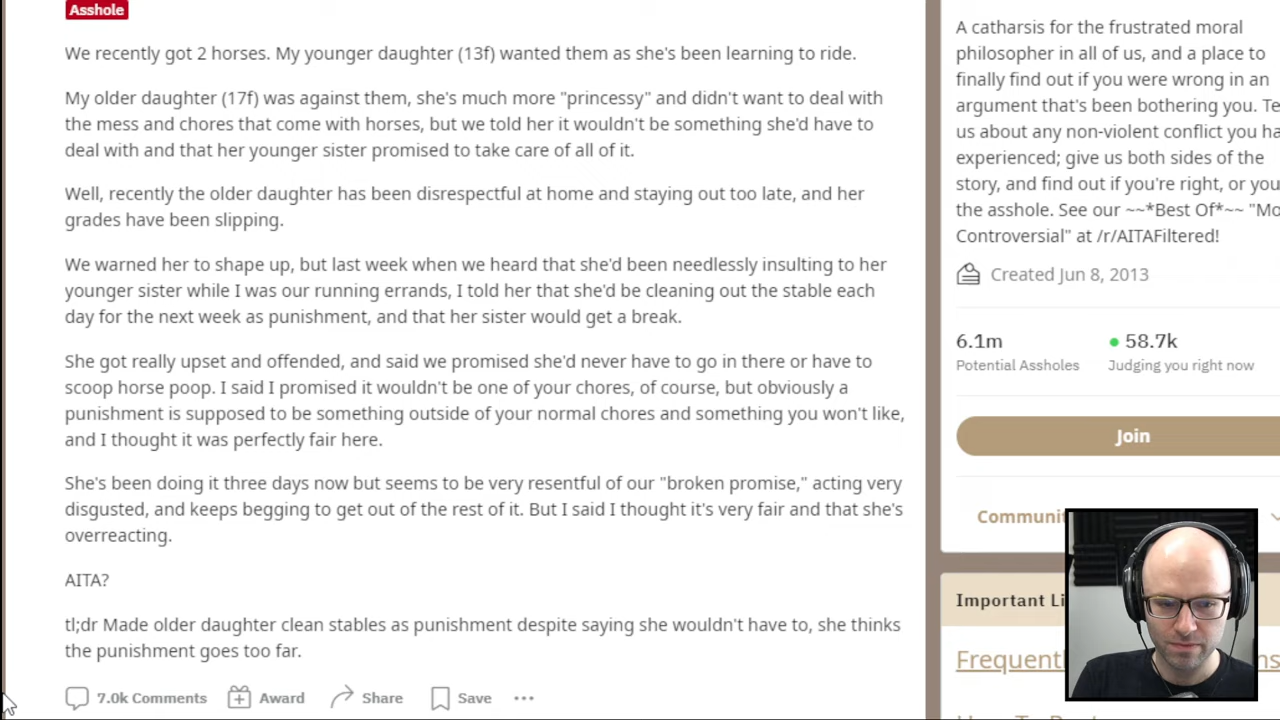 Asshole
We recently got 2 horses. My younger daughter (13f) wanted them as she's been learning to ride.
My older daughter (17f) was against them, she's much more "princessy" and didn't want to deal with
the mess and chores that come with horses, but we told her it wouldn't be something she'd have to
deal with and that her younger sister promised to take care of all of it.
Well, recently the older daughter has been disrespectful at home and staying out too late, and her
grades have been slipping.
We warned her to shape up, but last week when we heard that she'd been needlessly insulting to her
younger sister while I was our running errands, I told her that she'd be cleaning out the stable each
day for the next week as punishment, and that her sister would get a break.
She got really upset and offended, and said we promised she'd never have to go in there or have to
scoop horse poop. I said I promised it wouldn't be one of your chores, of course, but obviously a
punishment is supposed to be something outside of your normal chores and something you won't like,
and I thought it was perfectly fair here.
She's been doing it three days now but seems to be very resentful of our "broken promise," acting very
disgusted, and keeps begging to get out of the rest of it. But I said I thought it's very fair and that she's
overreacting.
AITA?
tl;dr Made older daughter clean stables as punishment despite saying she wouldn't have to, she thinks
the punishment goes too far.
7.0k Comments
Award
Share
Save
A catharsis for the frustrated moral
philosopher in all of us, and a place to
finally find out if you were wrong in an
argument that's been bothering you. Te
us about any non-violent conflict you ha
experienced; give us both sides of the
story, and find out if you're right, or you
the asshole. See our ~~*Best Of*~~ "Mo
Controversial" at /r/AITAFiltered!
Created Jun 8, 2013
6.1m
58.7k
Potential Assholes
Judging you right now
Join
Communi
Important Li
Frequent